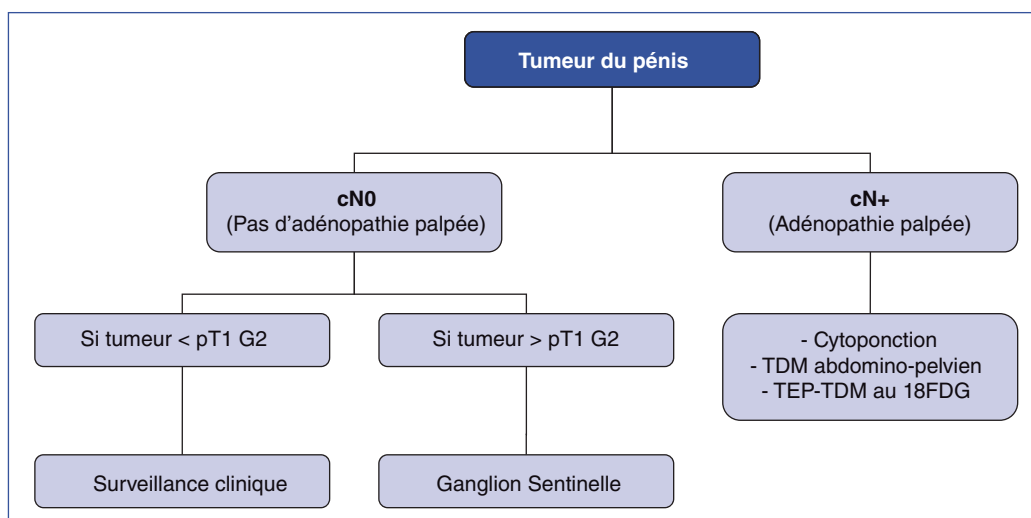 Tumeur du pénis
cN0
(Pas d'adénopathie palpée)
cN+
(Adénopathie palpée)
Si tumeur < pT1 G2
Si tumeur > pT1 G2
- Cytoponction
- TDM abdomino-pelvien
- TEP-TDM au 18FDG
Surveillance clinique
Ganglion Sentinelle